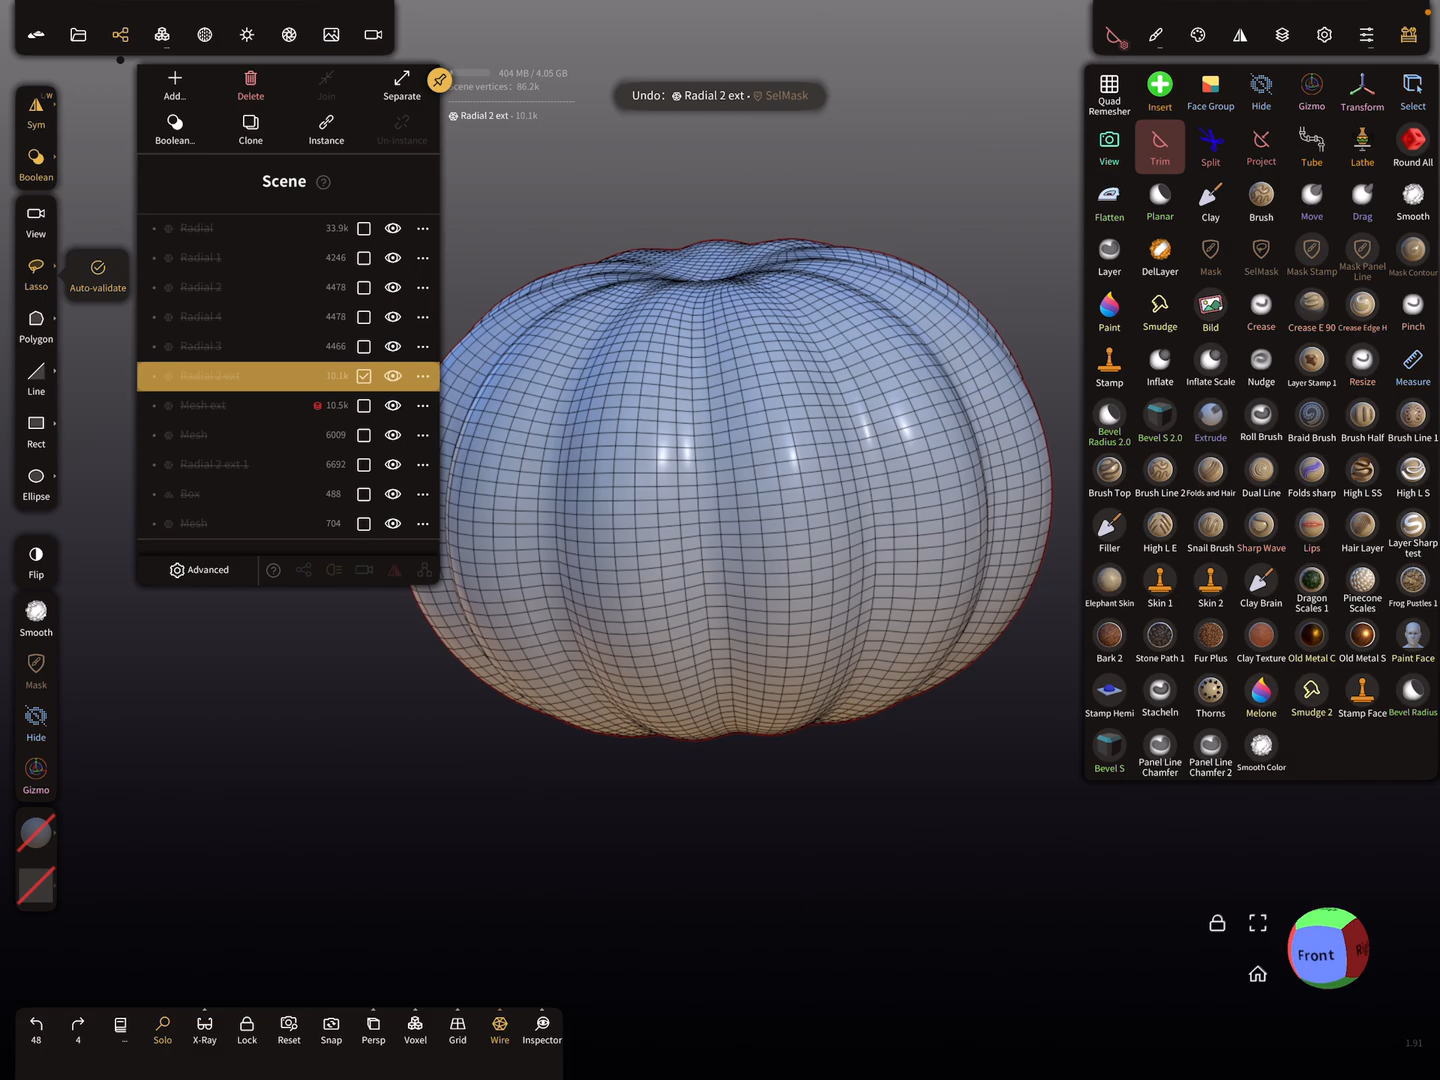 Add...
Delete
Join
Separate
Boolean...
Clone
Instance
Un-Instance
Scene ?
Radial 33.9k
Radial 1 4246
Radial 2 4478
Radial 4 4478
Radial 3 4466
Radial 2 ext 10.1k
Mesh ext 10.5k
Mesh 6009
Radial 2 ext 1 6692
Box 488
Mesh 704
Advanced
404 MB / 4.05 GB
Scene vertices: 86.2k
Radial 2 ext • 10.1k
Undo: Radial 2 ext • SelMask
Sym
Boolean
View
Lasso
Auto-validate
Polygon
Line
Rect
Ellipse
Flip
Smooth
Mask
Hide
Gizmo
Quad Remesher
Insert
Face Group
Hide
Gizmo
Transform
Select
View
Trim
Split
Project
Tube
Lathe
Round All
Flatten
Planar
Clay
Brush
Move
Drag
Smooth
Layer
DelLayer
Mask
SelMask
Mask Stamp
Mask Panel Line
Mask Contour
Paint
Smudge
Bild
Crease
Crease E 90
Crease Edge H
Pinch
Stamp
Inflate
Inflate Scale
Nudge
Layer Stamp 1
Resize
Measure
Bevel Radius 2.0
Bevel S 2.0
Extrude
Roll Brush
Braid Brush
Brush Half
Brush Line 1
Brush Top
Brush Line 2
Folds and Hair
Dual Line
Folds sharp
High L SS
High L S
Filler
High L E
Snail Brush
Sharp Wave
Lips
Hair Layer
Layer Sharp test
Elephant Skin
Skin 1
Skin 2
Clay Brain
Dragon Scales 1
Pinecone Scales
Frog Pustles 1
Bark 2
Stone Path 1
Fur Plus
Clay Texture
Old Metal C
Old Metal S
Paint Face
Stamp Hemi
Stacheln
Thorns
Melone
Smudge 2
Stamp Face
Bevel Radius
Bevel S
Panel Line Chamfer
Panel Line Chamfer 2
Smooth Color
Front
48
4
...
Solo
X-Ray
Lock
Reset
Snap
Persp
Voxel
Grid
Wire
Inspector
1.91